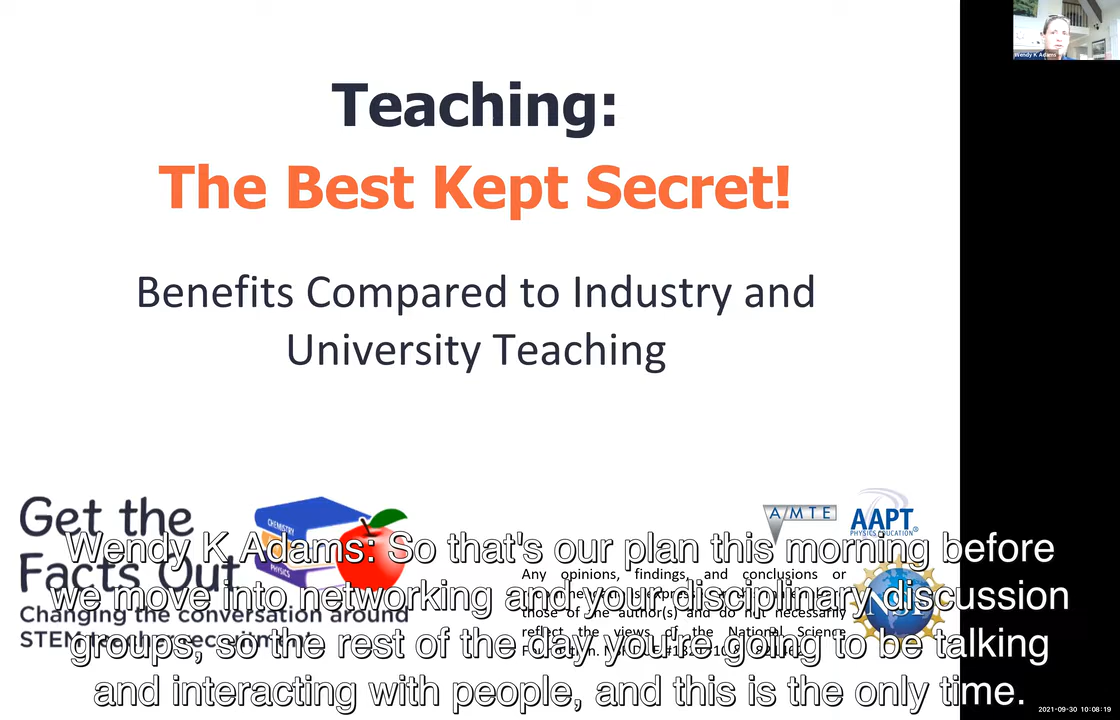 Wendy K Adams
Teaching:
The Best Kept Secret!
Benefits Compared to Industry and
University Teaching
Get the
Facts Out
Changing the conversation around
STEM
CHEMISTRY
PHYSICS
AMTE
AAPT
PHYSICS EDUCATION
Any opinions, findings, and conclusions or
those of the author(s) and do not necessarily
reflect the views of the National Science
Wendy K Adams: So that's our plan this morning before
we move into networking and your disciplinary discussion
groups, so the rest of the day you're going to be talking
and interacting with people, and this is the only time.
2021-09-30 10:08:19